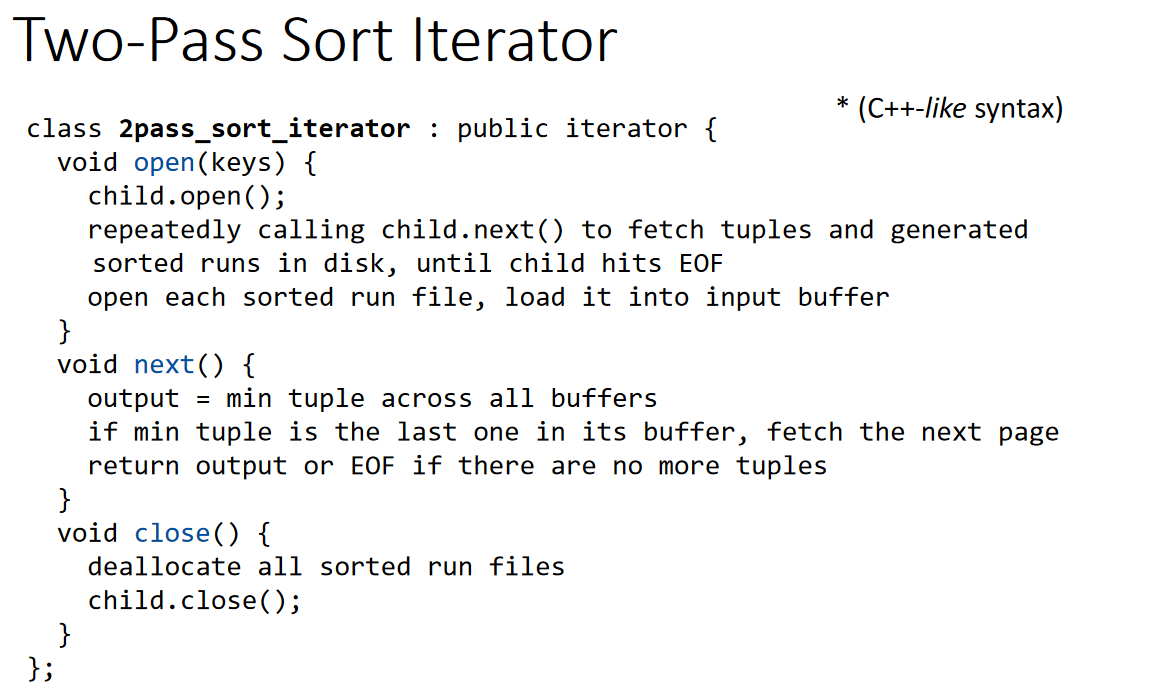 Two-Pass Sort Iterator
* (C++-like syntax)
class 2pass_sort_iterator : public iterator {
void open(keys) {
child.open();
repeatedly calling child.next() to fetch tuples and generated
sorted runs in disk, until child hits EOF
open each sorted run file, load it into input buffer
}
void next() {
output = min tuple across all buffers
if min tuple is the last one in its buffer, fetch the next page
return output or EOF if there are no more tuples
}
void close() {
deallocate all sorted run files
child.close();
}
};